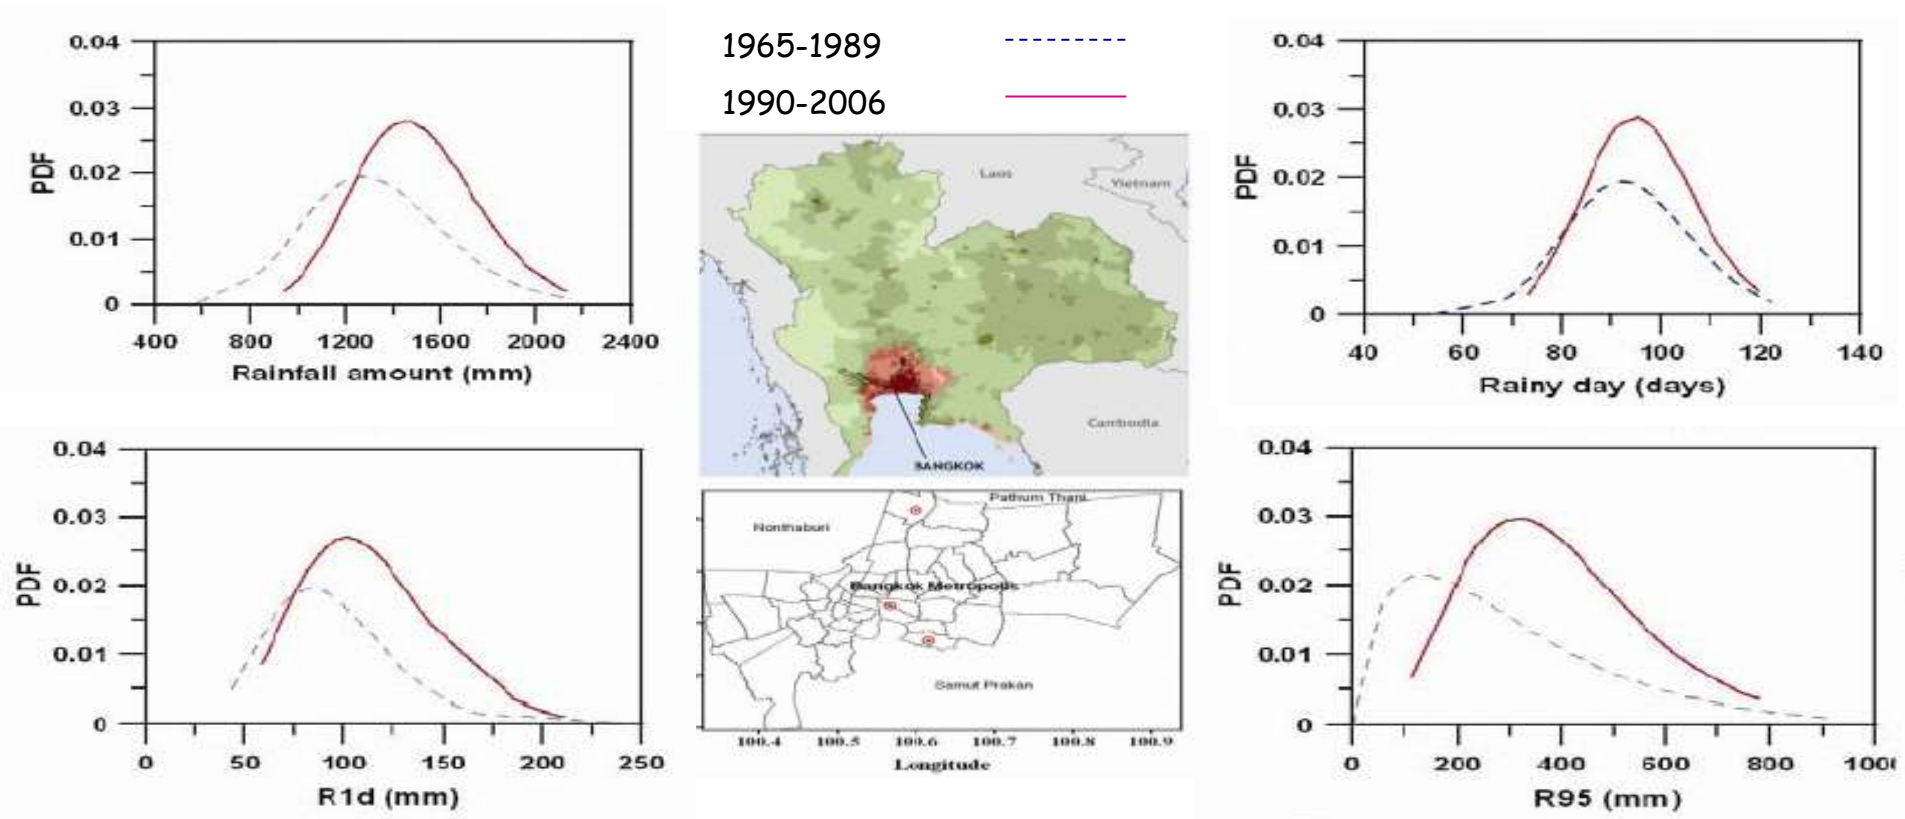 1965-1989
1990-2006
0.04
0.03
0.02
0.01
0
PDF
400 800 1200 1600 2000 2400
Rainfall amount (mm)
Laos
Vietnam
Cambodia
BANGKOK
0.04
0.03
0.02
0.01
0
PDF
40 60 80 100 120 140
Rainy day (days)
0.04
0.03
0.02
0.01
0
PDF
0 50 100 150 200 250
R1d (mm)
Pathum Thani
Nonthaburi
Bangkok Metropolis
Samut Prakan
100.4 100.5 100.6 100.7 100.8 100.9
Longitude
0.04
0.03
0.02
0.01
0
PDF
0 200 400 600 800 100
R95 (mm)